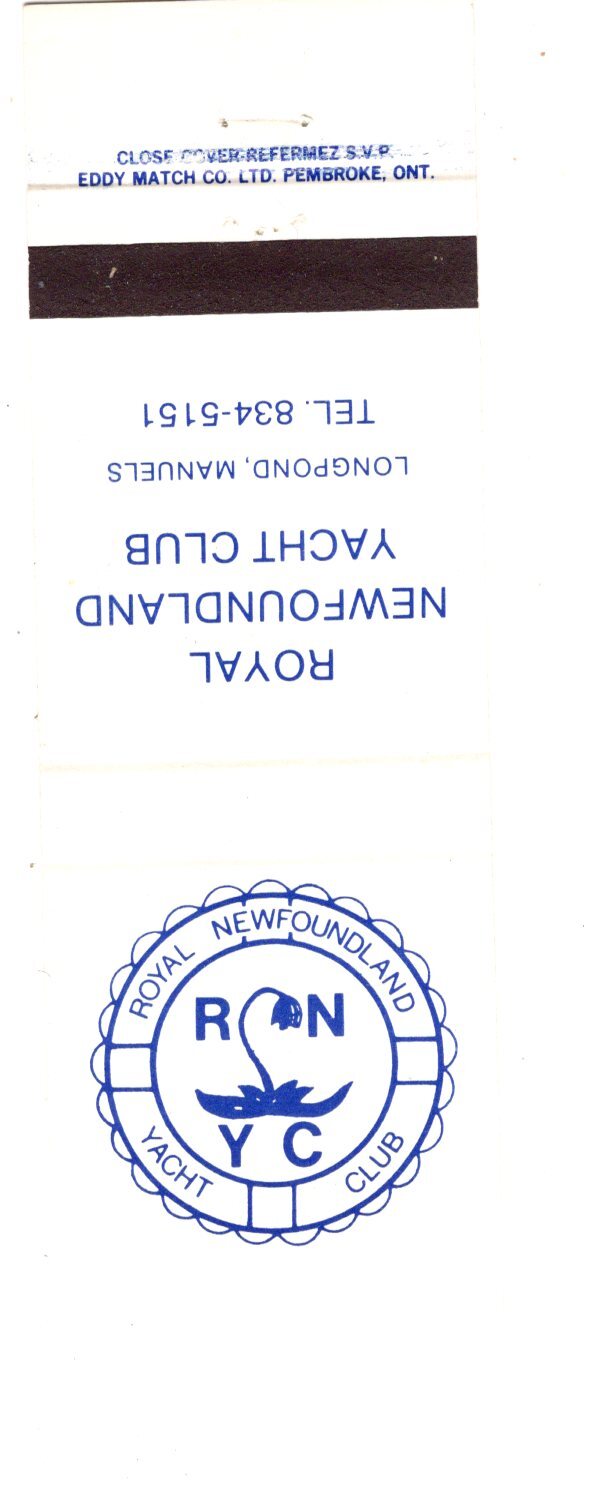 CLOSE COVER-REFERMEZ S.V.P.
EDDY MATCH CO. LTD. PEMBROKE, ONT.
ROYAL
NEWFOUNDLAND
YACHT CLUB
LONGPOND, MANUELS
TEL. 834-5151
ROYAL NEWFOUNDLAND
R N
Y C
YACHT CLUB